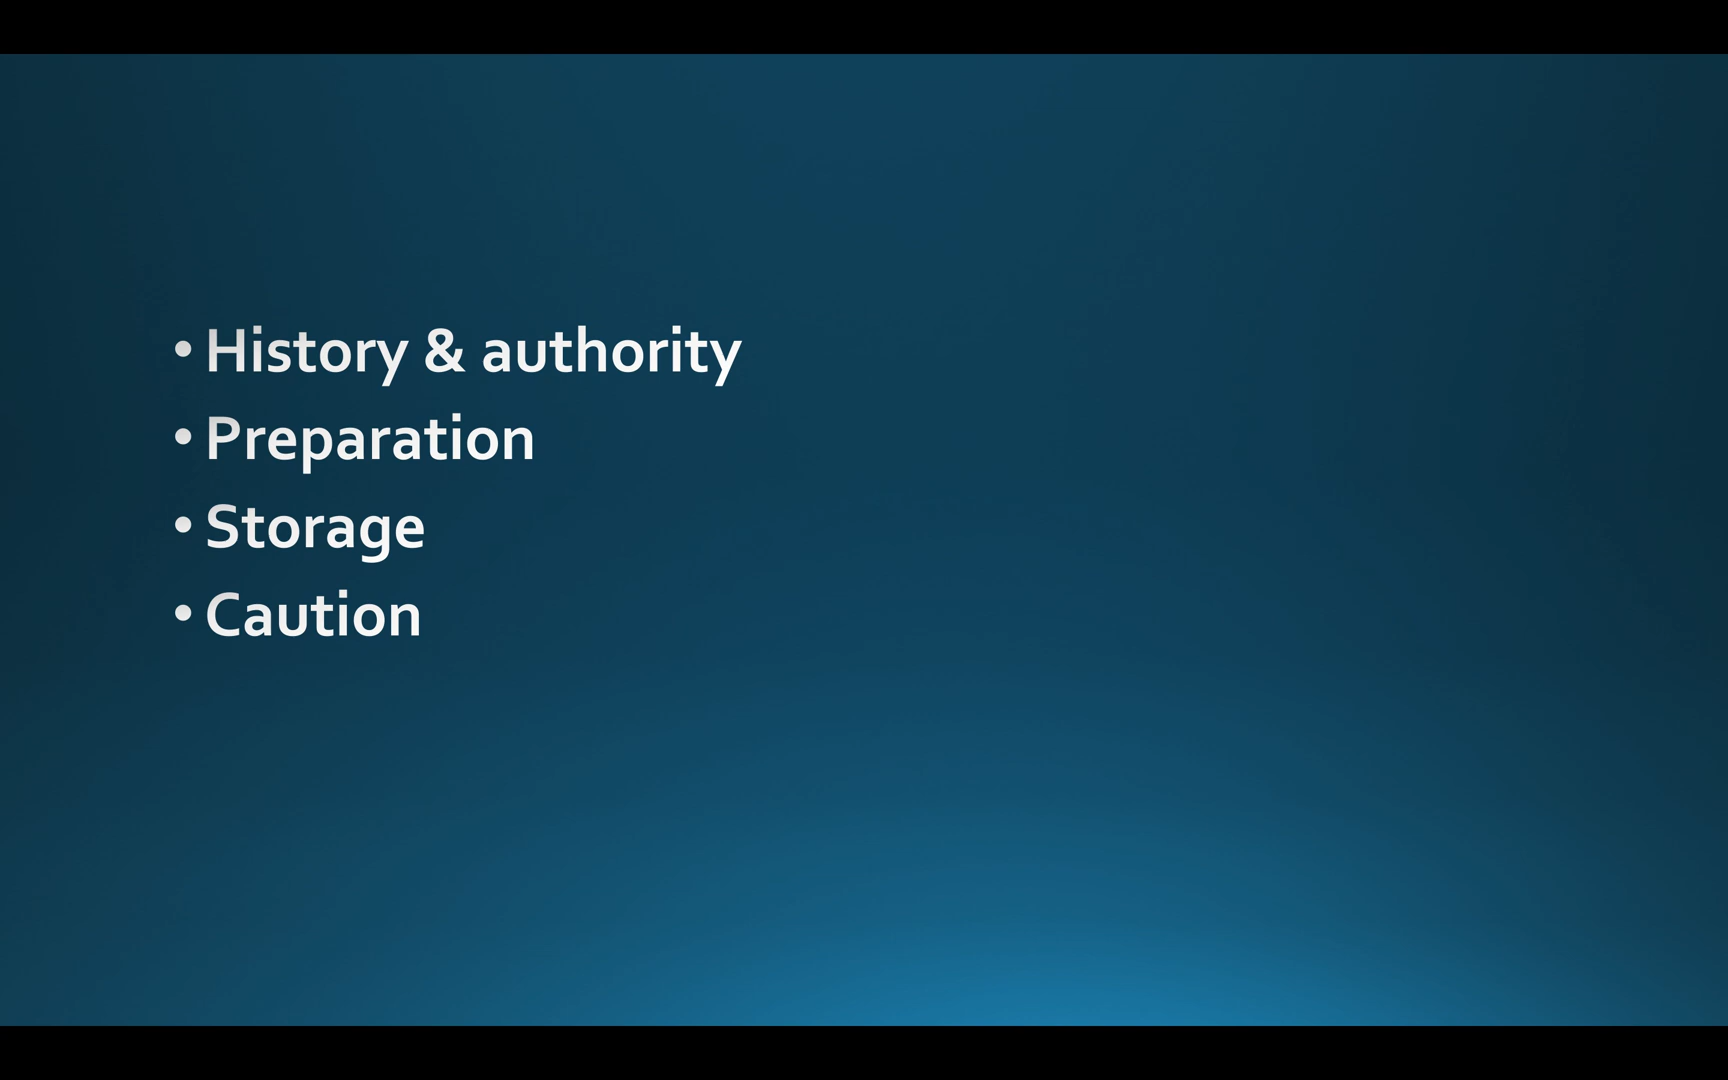 • History & authority
• Preparation
• Storage
• Caution